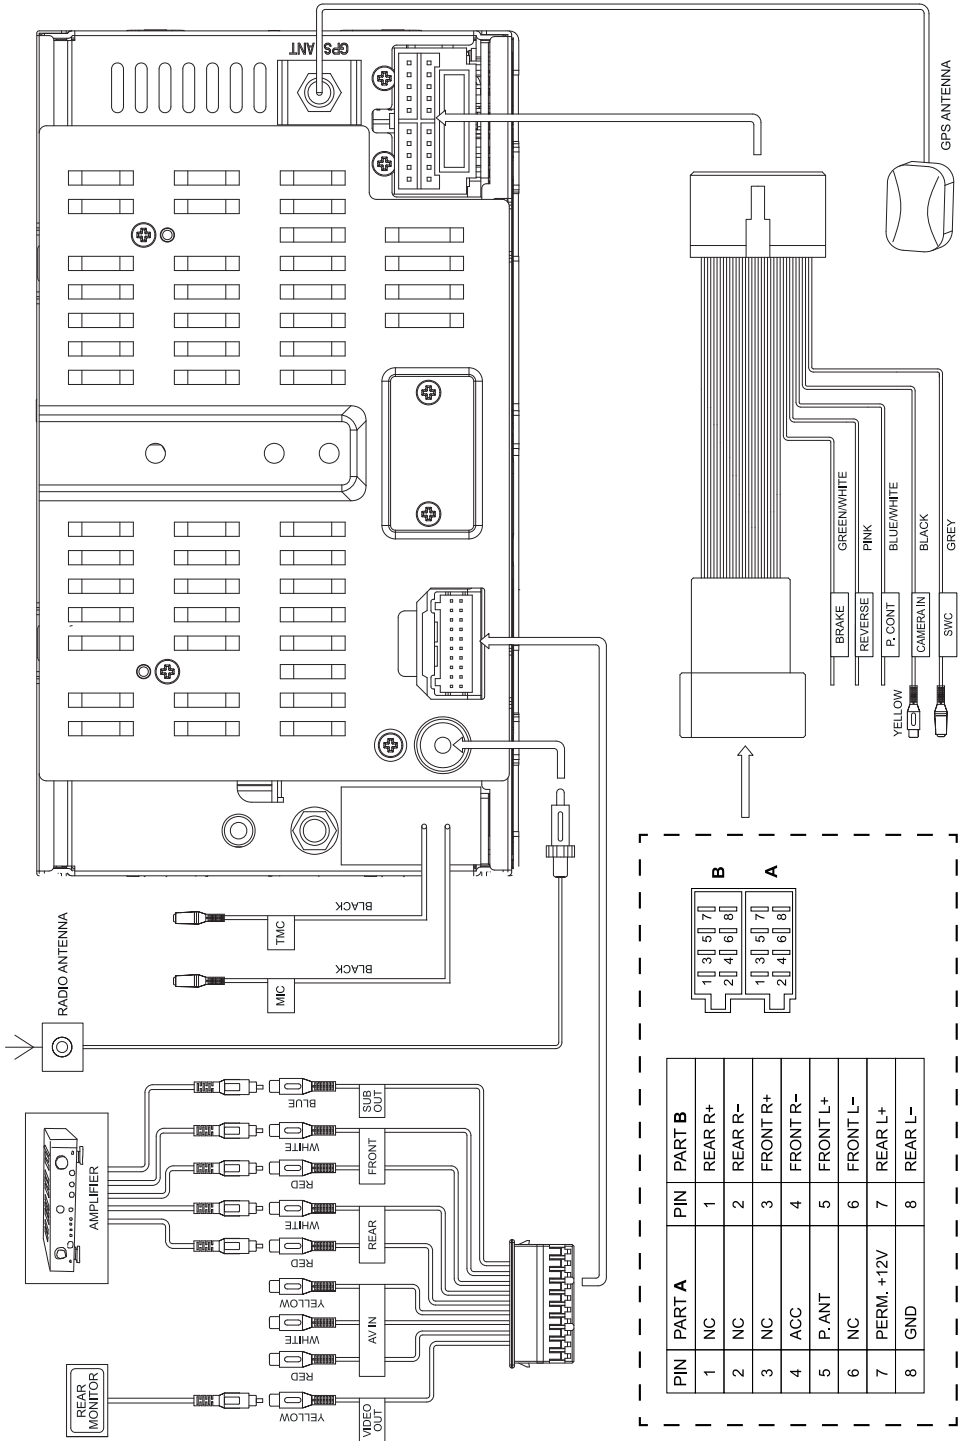 GPS ANT
GPS ANTENNA
RADIO ANTENNA
AMPLIFIER
REAR
MONITOR
TMC
BLACK
MIC
BLACK
BLUE
SUB
OUT
WHITE
RED
FRONT
WHITE
RED
REAR
YELLOW
WHITE
RED
AV IN
YELLOW
VIDEO
OUT
BRAKE GREEN/WHITE
REVERSE PINK
P. CONT BLUE/WHITE
YELLOW CAMERA IN BLACK
SWC GREY
PIN PART A PIN PART B
1 NC 1 REAR R+
2 NC 2 REAR R-
3 NC 3 FRONT R+
4 ACC 4 FRONT R-
5 P. ANT 5 FRONT L+
6 NC 6 FRONT L-
7 PERM. +12V 7 REAR L+
8 GND 8 REAR L-
1 3 5 7
2 4 6 8
B
1 3 5 7
2 4 6 8
A